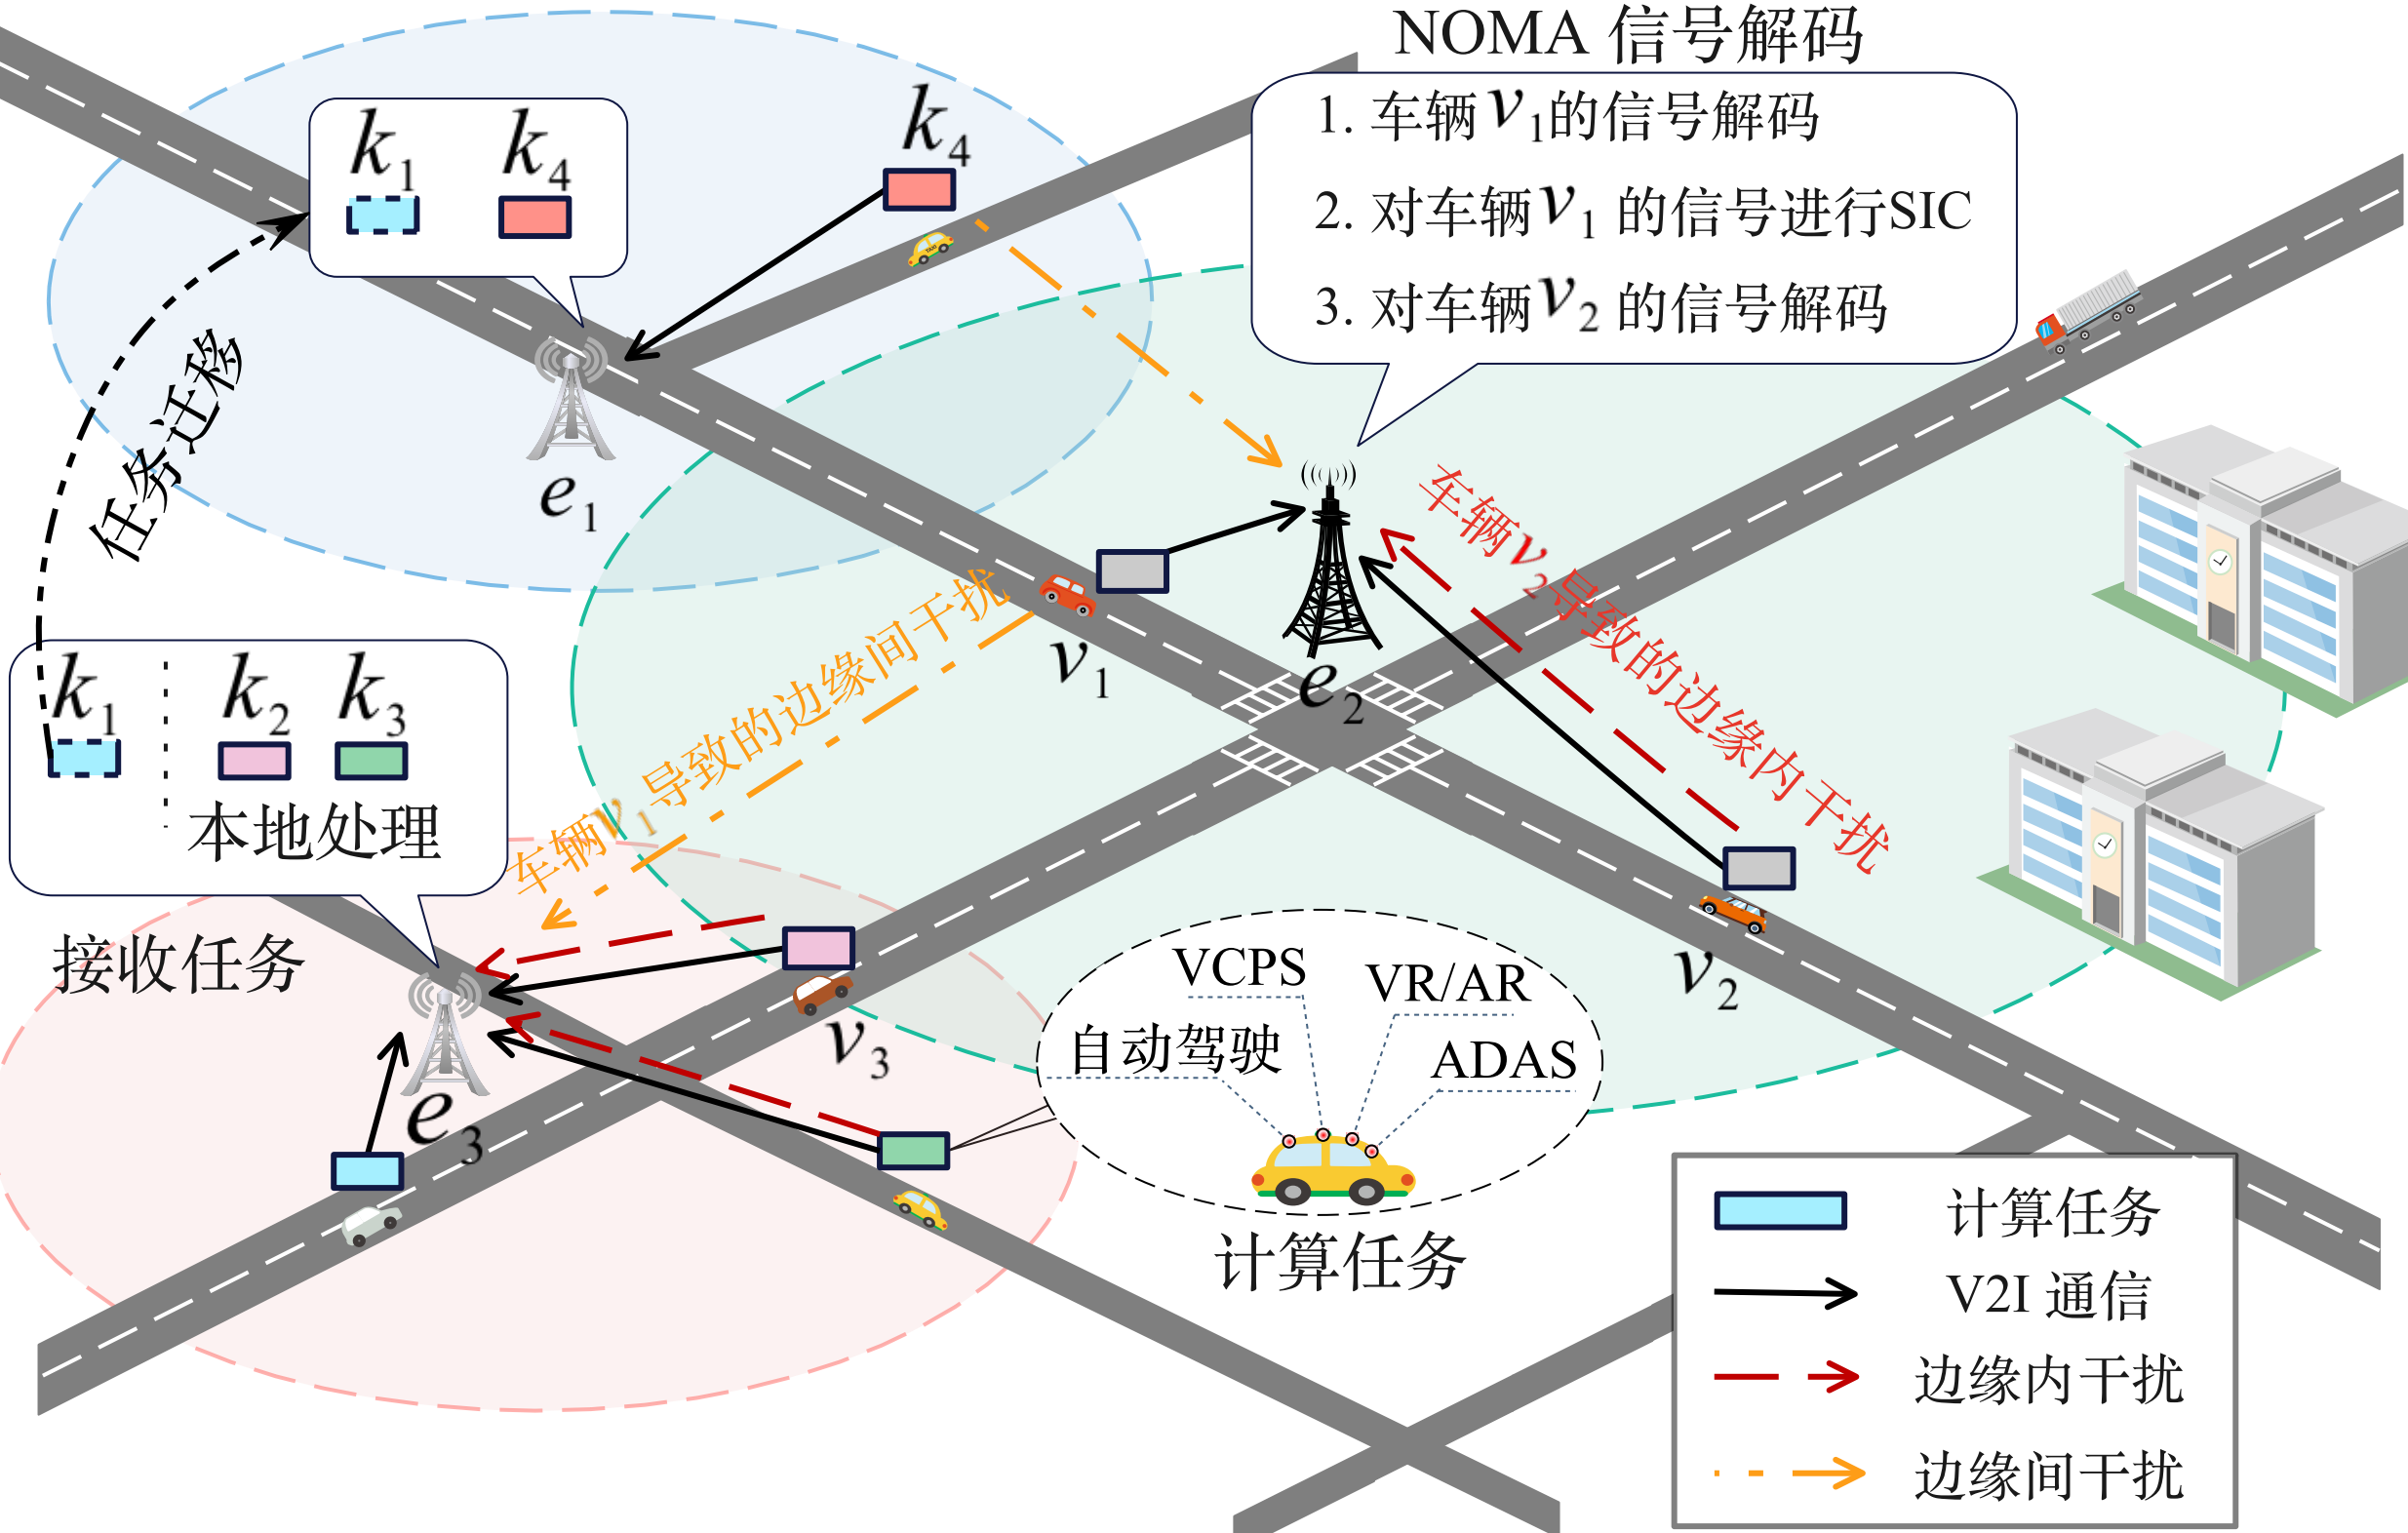 NOMA 信号解码
1. 车辆v1的信号解码
2. 对车辆v1 的信号进行SIC
3. 对车辆v2 的信号解码
k1 k4
k4
任务迁移
e1
车辆v2导致的边缘内干扰
车辆v1导致的边缘间干扰
v1
e2
k1 k2 k3
本地处理
接收任务
v2
v3
e3
VCPS
VR/AR
自动驾驶
ADAS
计算任务
计算任务
V2I 通信
边缘内干扰
边缘间干扰